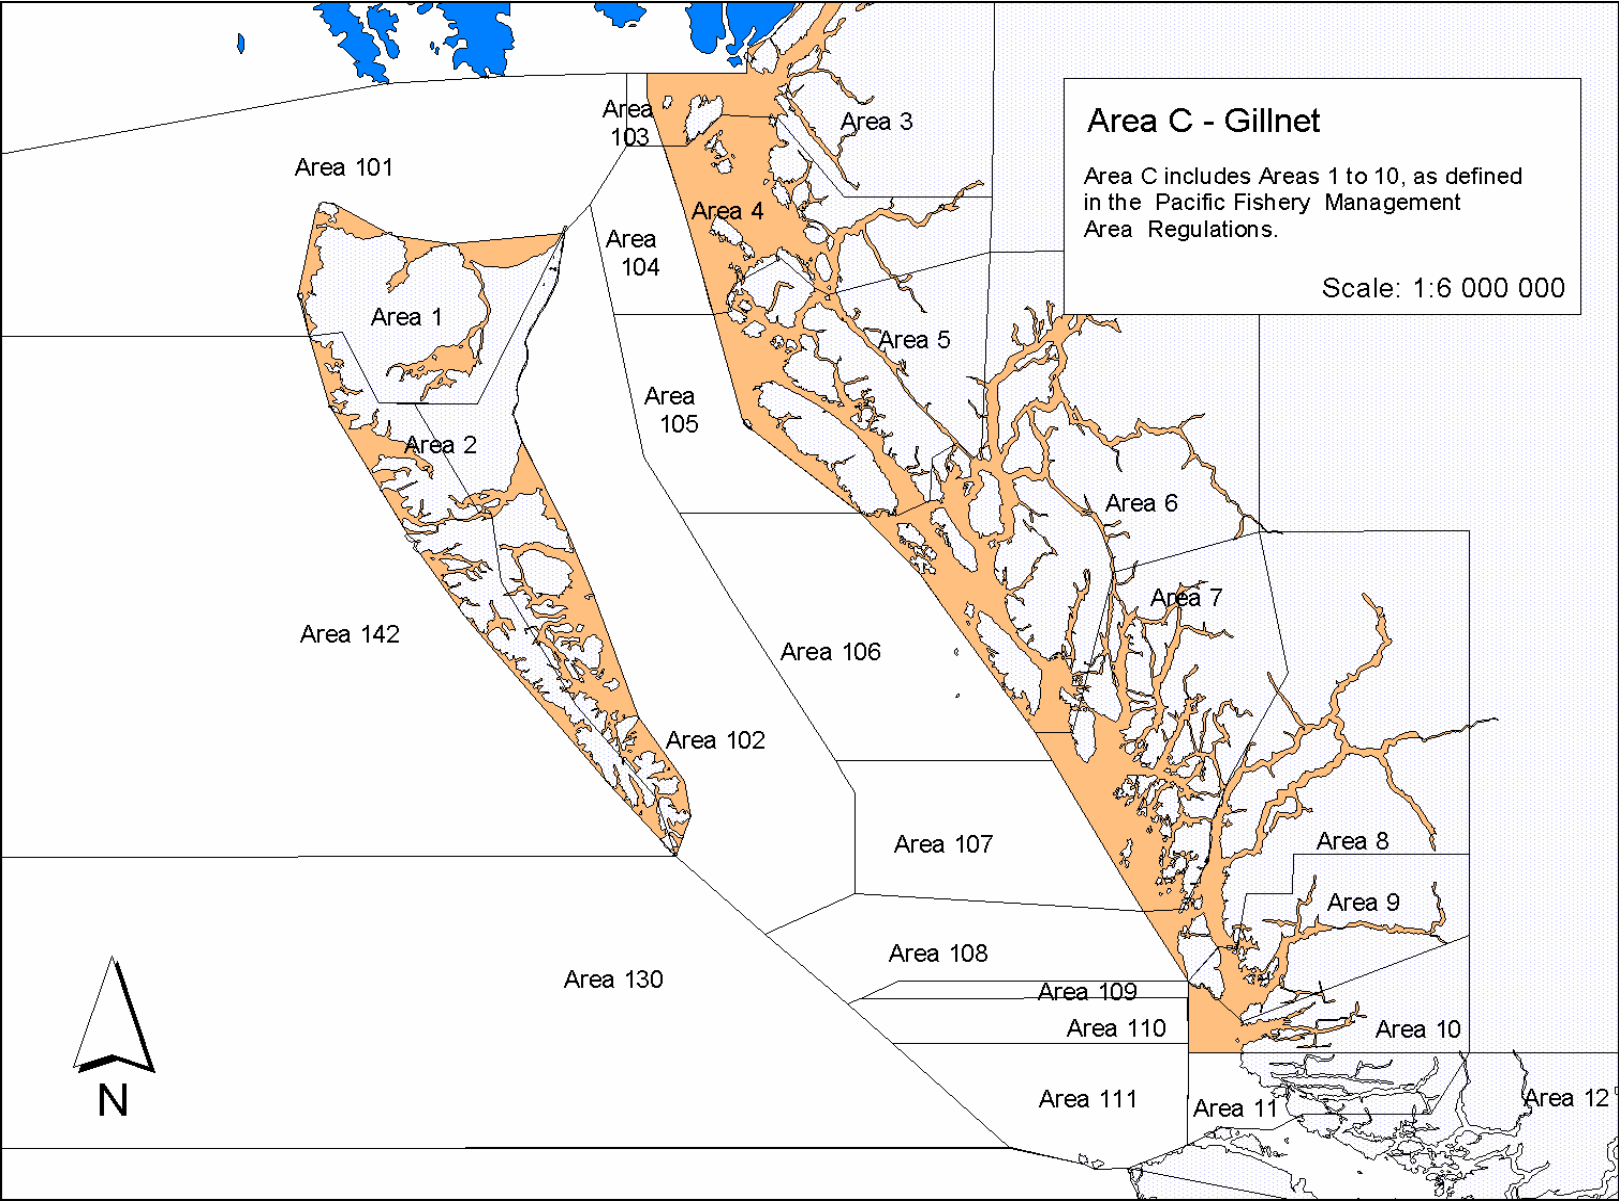 Area
103
Area 3
Area C - Gillnet
Area 101
Area C includes Areas 1 to 10, as defined
in the Pacific Fishery Management
Area Regulations.
Area 4
Area
104
Scale: 1:6 000 000
Area 1
Area 5
Area
105
Area 2
Area 6
Area 7
Area 142
Area 106
Area 102
Area 107
Area 8
Area 9
Area 108
Area 130
Area 109
Area 110
Area 10
N
Area 111
Area 11
Area 12